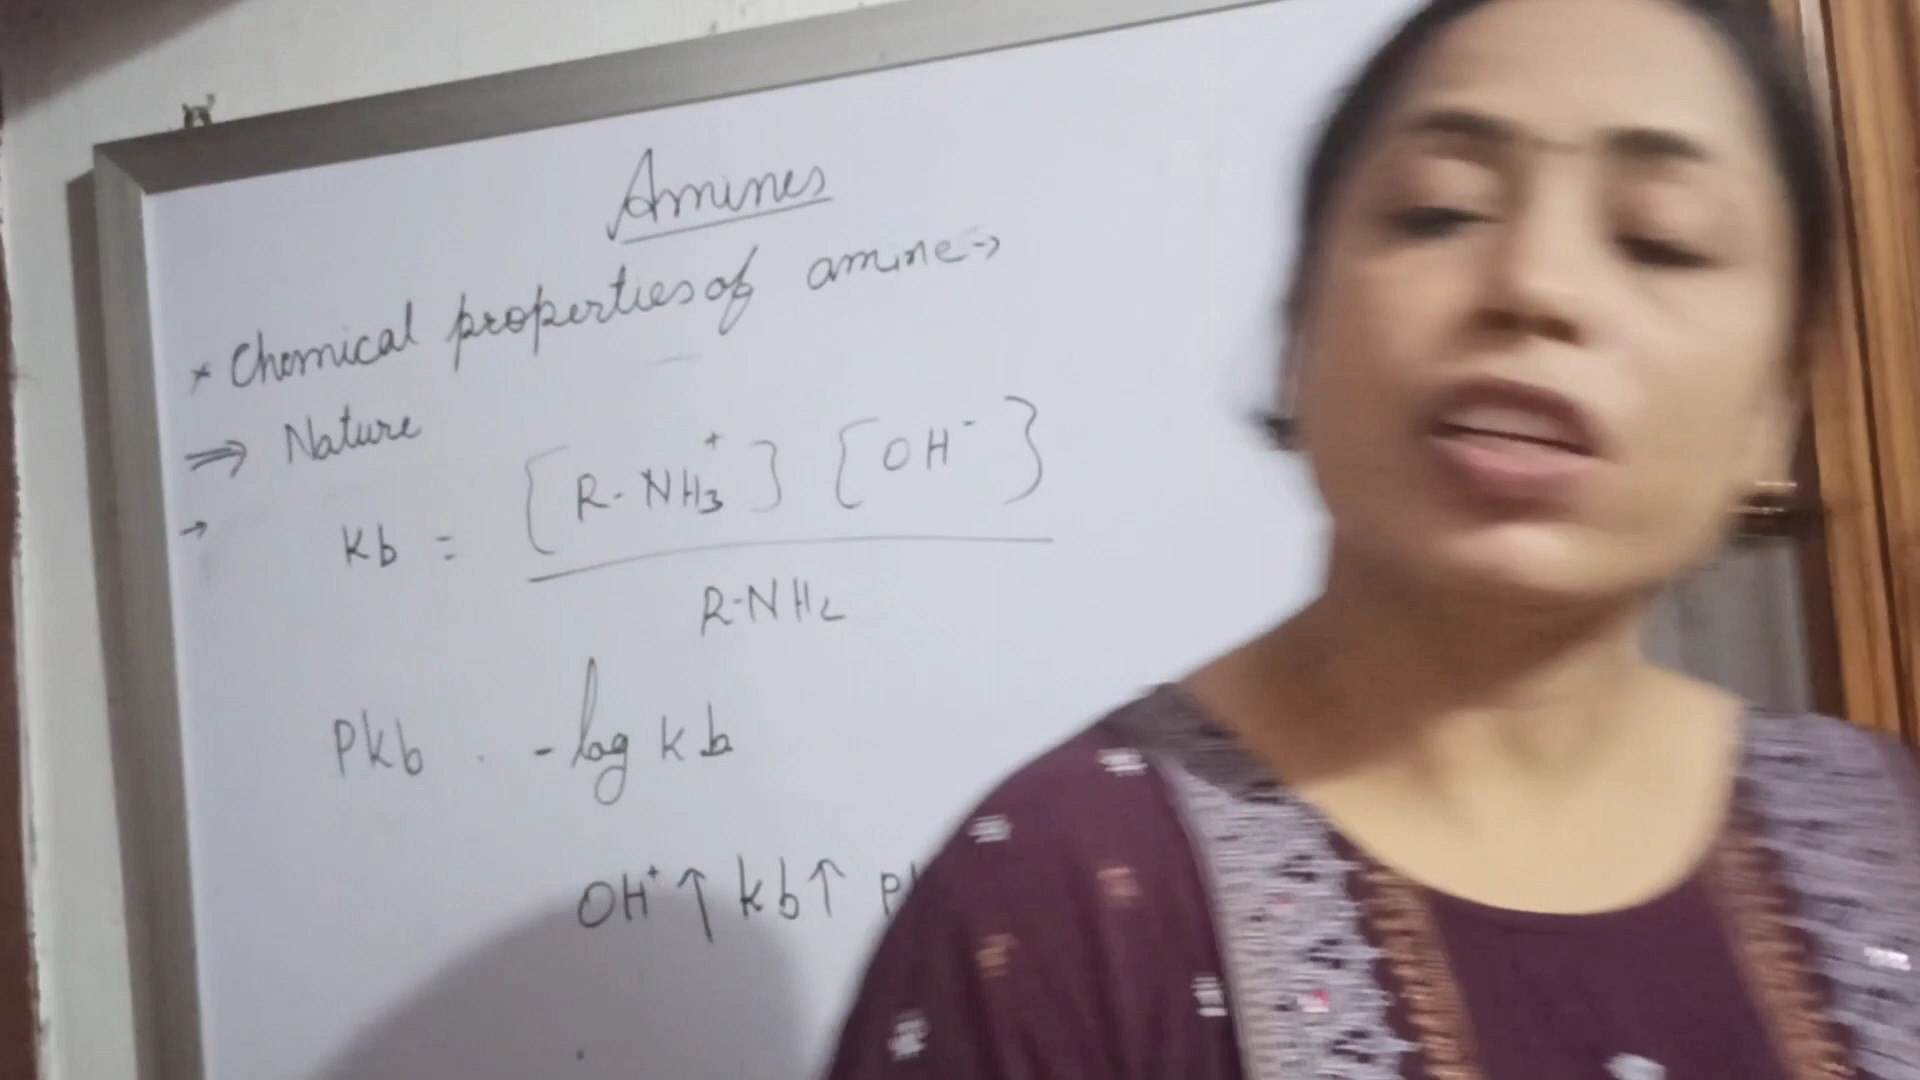 Amines
* Chemical properties of amine →
⇒ Nature
→ Kb = [R-NH₃⁺] [OH⁻]
R-NH₂
Pkb . -log kb
OH⁺ ↑ kb ↑